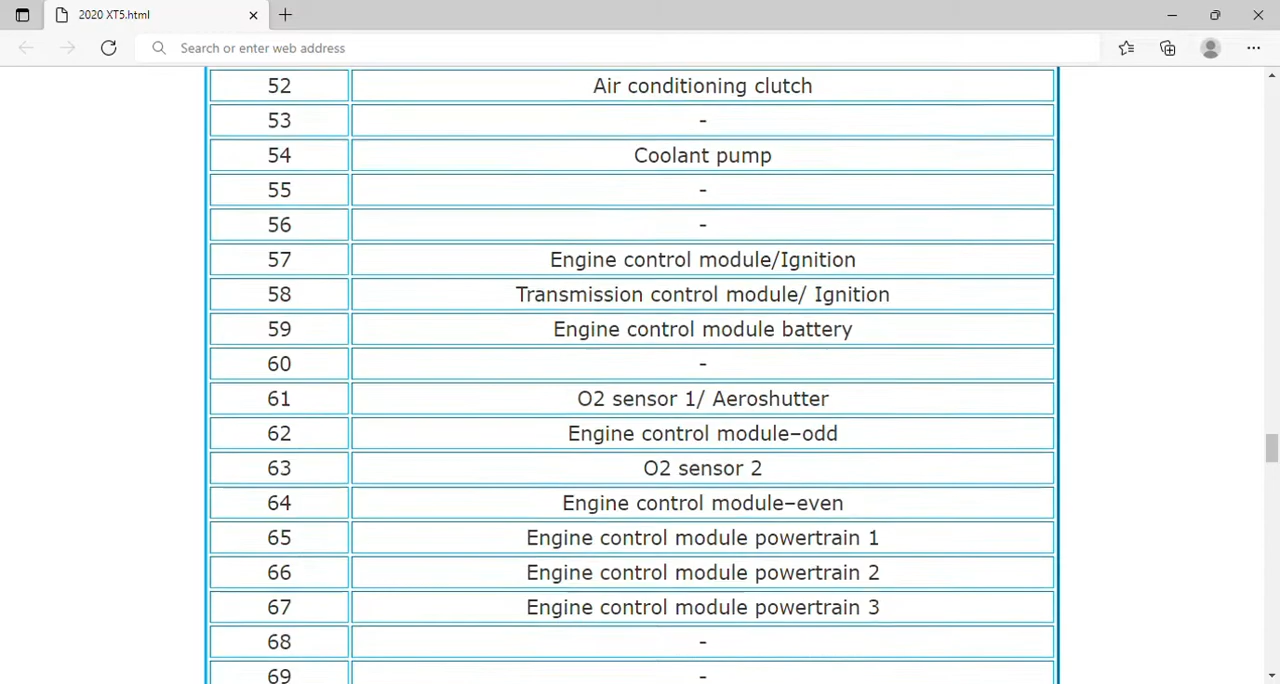 2020 XT5.html
Search or enter web address
52 Air conditioning clutch
53 -
54 Coolant pump
55 -
56 -
57 Engine control module/Ignition
58 Transmission control module/ Ignition
59 Engine control module battery
60 -
61 O2 sensor 1/ Aeroshutter
62 Engine control module–odd
63 O2 sensor 2
64 Engine control module–even
65 Engine control module powertrain 1
66 Engine control module powertrain 2
67 Engine control module powertrain 3
68 -
69 -